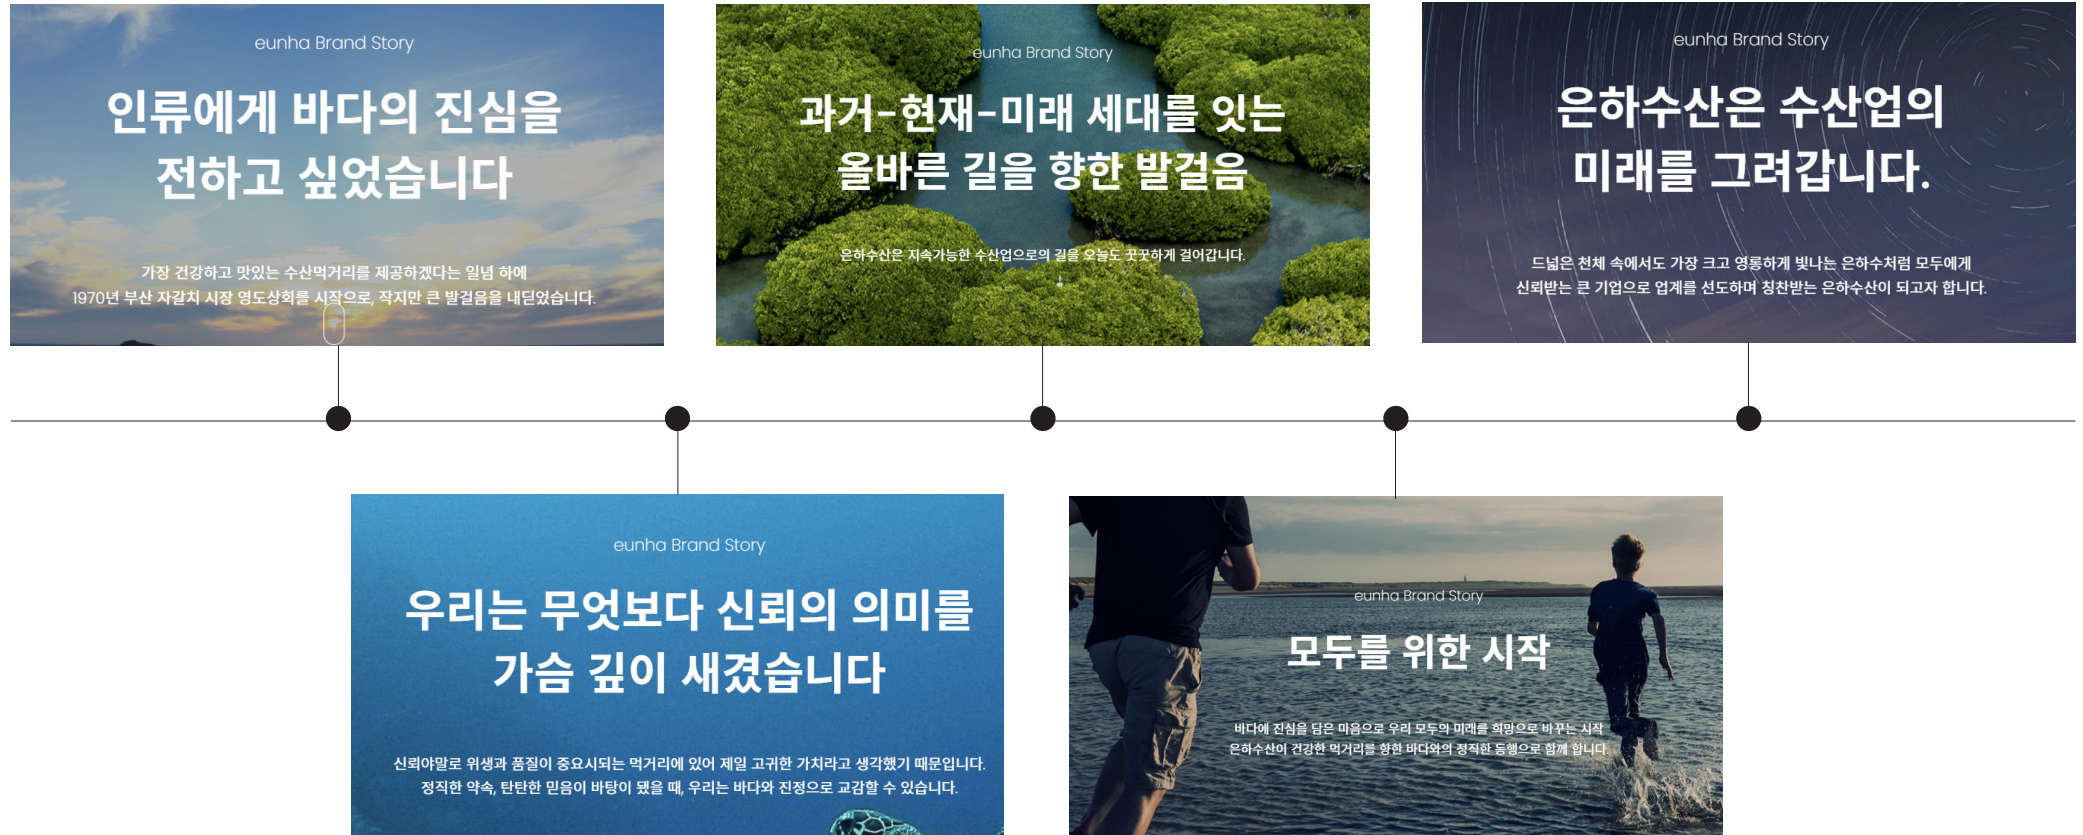 eunha Brand Story
인류에게 바다의 진심을
전하고 싶었습니다
가장 건강하고 맛있는 수산먹거리를 제공하겠다는 일념 하에
1970년 부산 자갈치 시장 영도상회를 시작으로, 작지만 큰 발걸음을 내딛었습니다.
eunha Brand Story
우리는 무엇보다 신뢰의 의미를
가슴 깊이 새겼습니다
신뢰야말로 위생과 품질이 중요시되는 먹거리에 있어 제일 고귀한 가치라고 생각했기 때문입니다.
정직한 약속, 탄탄한 믿음이 바탕이 됐을 때, 우리는 바다와 진정으로 교감할 수 있습니다.
eunha Brand Story
과거-현재-미래 세대를 잇는
올바른 길을 향한 발걸음
은하수산은 지속가능한 수산업으로의 길을 오늘도 꿋꿋하게 걸어갑니다.
eunha Brand Story
모두를 위한 시작
바다에 진심을 담은 마음으로 우리 모두의 미래를 희망으로 바꾸는 시작
은하수산이 건강한 먹거리를 향한 바다와의 정직한 동행으로 함께 합니다.
eunha Brand Story
은하수산은 수산업의
미래를 그려갑니다.
드넓은 천체 속에서도 가장 크고 영롱하게 빛나는 은하수처럼 모두에게
신뢰받는 큰 기업으로 업계를 선도하며 칭찬받는 은하수산이 되고자 합니다.